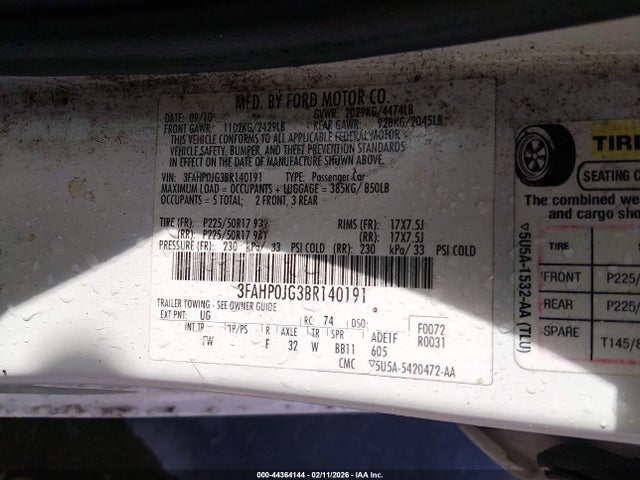 MFD. BY FORD MOTOR CO.
DATE: 09/10 GVWR: 2029KG/4474LB
FRONT GAWR: 1102KG/2429LB REAR GAWR: 928KG/2045LB
THIS VEHICLE CONFORMS TO ALL APPLICABLE FEDERAL MOTOR
VEHICLE SAFETY, BUMPER, AND THEFT PREVENTION STANDARDS
IN EFFECT ON THE DATE OF MANUFACTURE SHOWN ABOVE.
VIN: 3FAHP0JG3BR140191 TYPE: Passenger Car
MAXIMUM LOAD = OCCUPANTS + LUGGAGE = 385KG/ 850LB
OCCUPANTS = 5 TOTAL; 2 FRONT, 3 REAR
TIRE (FR): P225/50R17 93V RIMS (FR): 17X7.5J
(RR): P225/50R17 (RR): 17X7.5J
PRESSURE (FR): 230 kPa/ 33 PSI COLD (RR): 230 kPa/ 33 PSI COLD
3FAHP0JG3BR140191
TRAILER TOWING - SEE OWNER GUIDE
EXT PNT: UG RC: 74 DSO: F0072
INT TR TP/PS R AXLE TR SPR ADE1F R0031
FW F 32 W BB11 605
CMC ▽5U5A-5420472-AA
▽5U5A-1532-AA (TLU)
TIRE
SEATING
The combined we
and cargo sho
TIRE
FRONT P225/
REAR P225/
SPARE T145/8
000-44364144 - 02/11/2026 - IAA Inc.